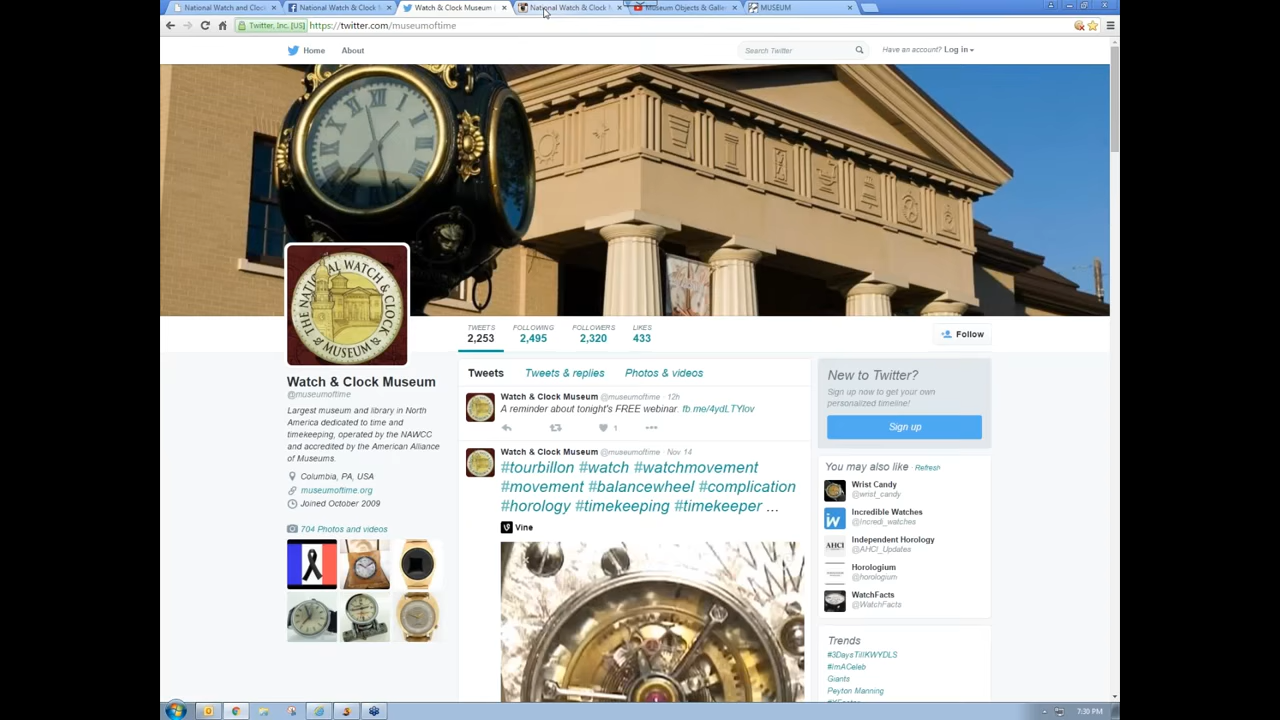 National Watch and Clock
National Watch & Clock M
Watch & Clock Museum (
National Watch & Clock M
Museum Objects & Galle
MUSEUM
Twitter, Inc. [US]
https://twitter.com/museumoftime
Home
About
Search Twitter
Have an account? Log in
THE NATIONAL WATCH & CLOCK MUSEUM
TWEETS
2,253
FOLLOWING
2,495
FOLLOWERS
2,320
LIKES
433
Follow
Watch & Clock Museum
@museumoftime
Largest museum and library in North
America dedicated to time and
timekeeping, operated by the NAWCC
and accredited by the American Alliance
of Museums.
Columbia, PA, USA
museumoftime.org
Joined October 2009
704 Photos and videos
Tweets
Tweets & replies
Photos & videos
Watch & Clock Museum @museumoftime 12h
A reminder about tonight's FREE webinar fb.me/4ydLTYlov
1
Watch & Clock Museum @museumoftime Nov 14
#tourbillon #watch #watchmovement
#movement #balancewheel #complication
#horology #timekeeping #timekeeper ...
Vine
New to Twitter?
Sign up now to get your own
personalized timeline!
Sign up
You may also like · Refresh
Wrist Candy
@wrist_candy
Incredible Watches
@incredi_watches
AHCI
Independent Horology
@AHCI_Updates
Horologium
@horologium
WatchFacts
@WatchFacts
Trends
#3DaysTillKWYDLS
#ImACeleb
Giants
Peyton Manning
7:39 PM